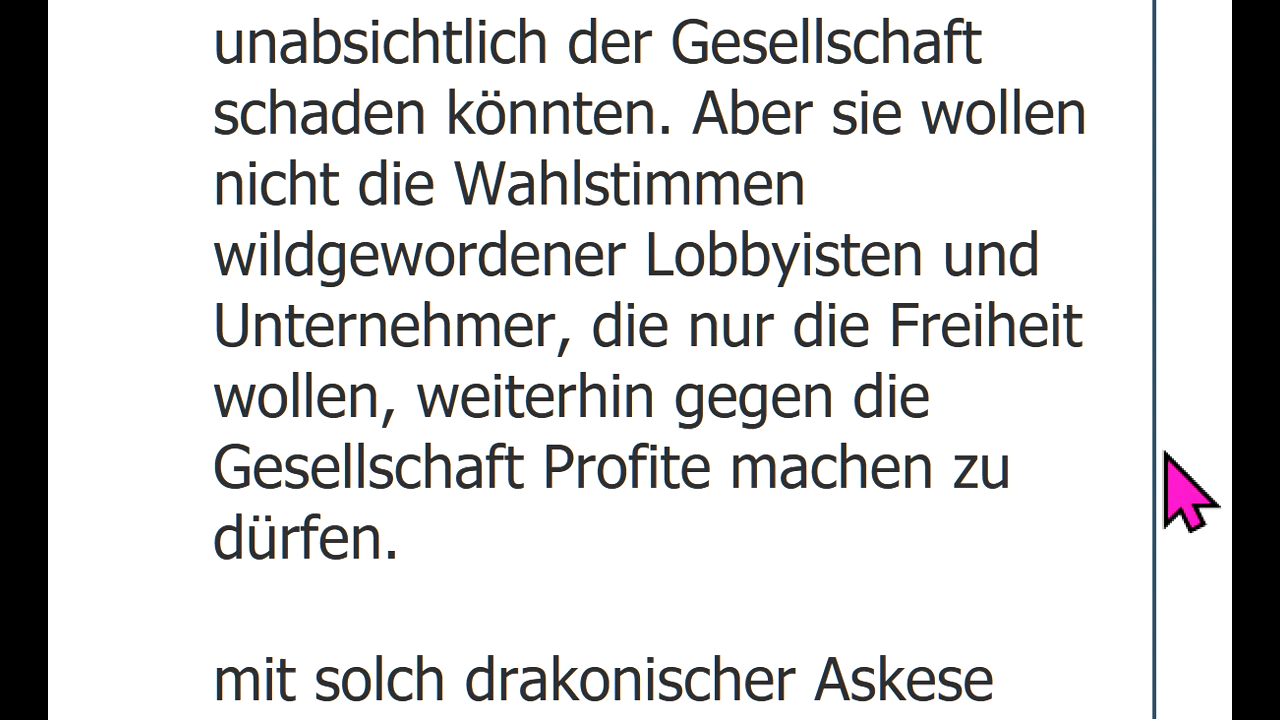 unabsichtlich der Gesellschaft
schaden könnten. Aber sie wollen
nicht die Wahlstimmen
wildgewordener Lobbyisten und
Unternehmer, die nur die Freiheit
wollen, weiterhin gegen die
Gesellschaft Profite machen zu
dürfen.
mit solch drakonischer Askese